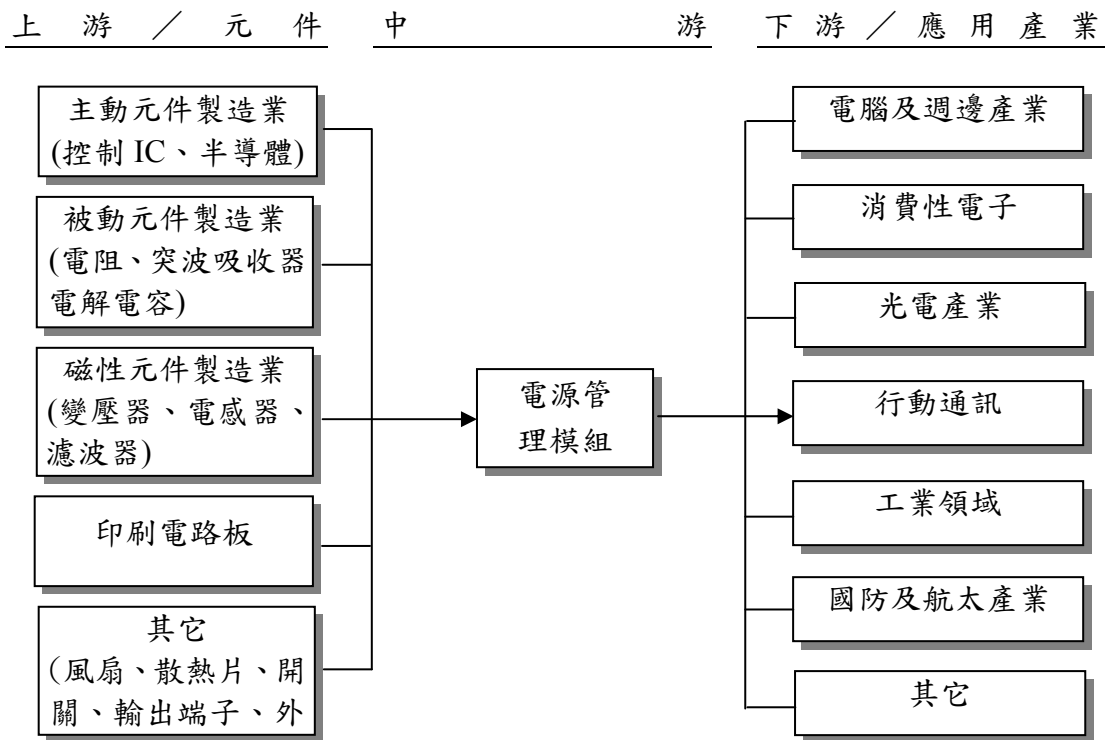 上游／元件
中游
下游／應用產業
主動元件製造業
(控制 IC、半導體)
被動元件製造業
(電阻、突波吸收器
電解電容)
磁性元件製造業
(變壓器、電感器、
濾波器)
印刷電路板
其它
(風扇、散熱片、開
關、輸出端子、外
電源管
理模組
電腦及週邊產業
消費性電子
光電產業
行動通訊
工業領域
國防及航太產業
其它